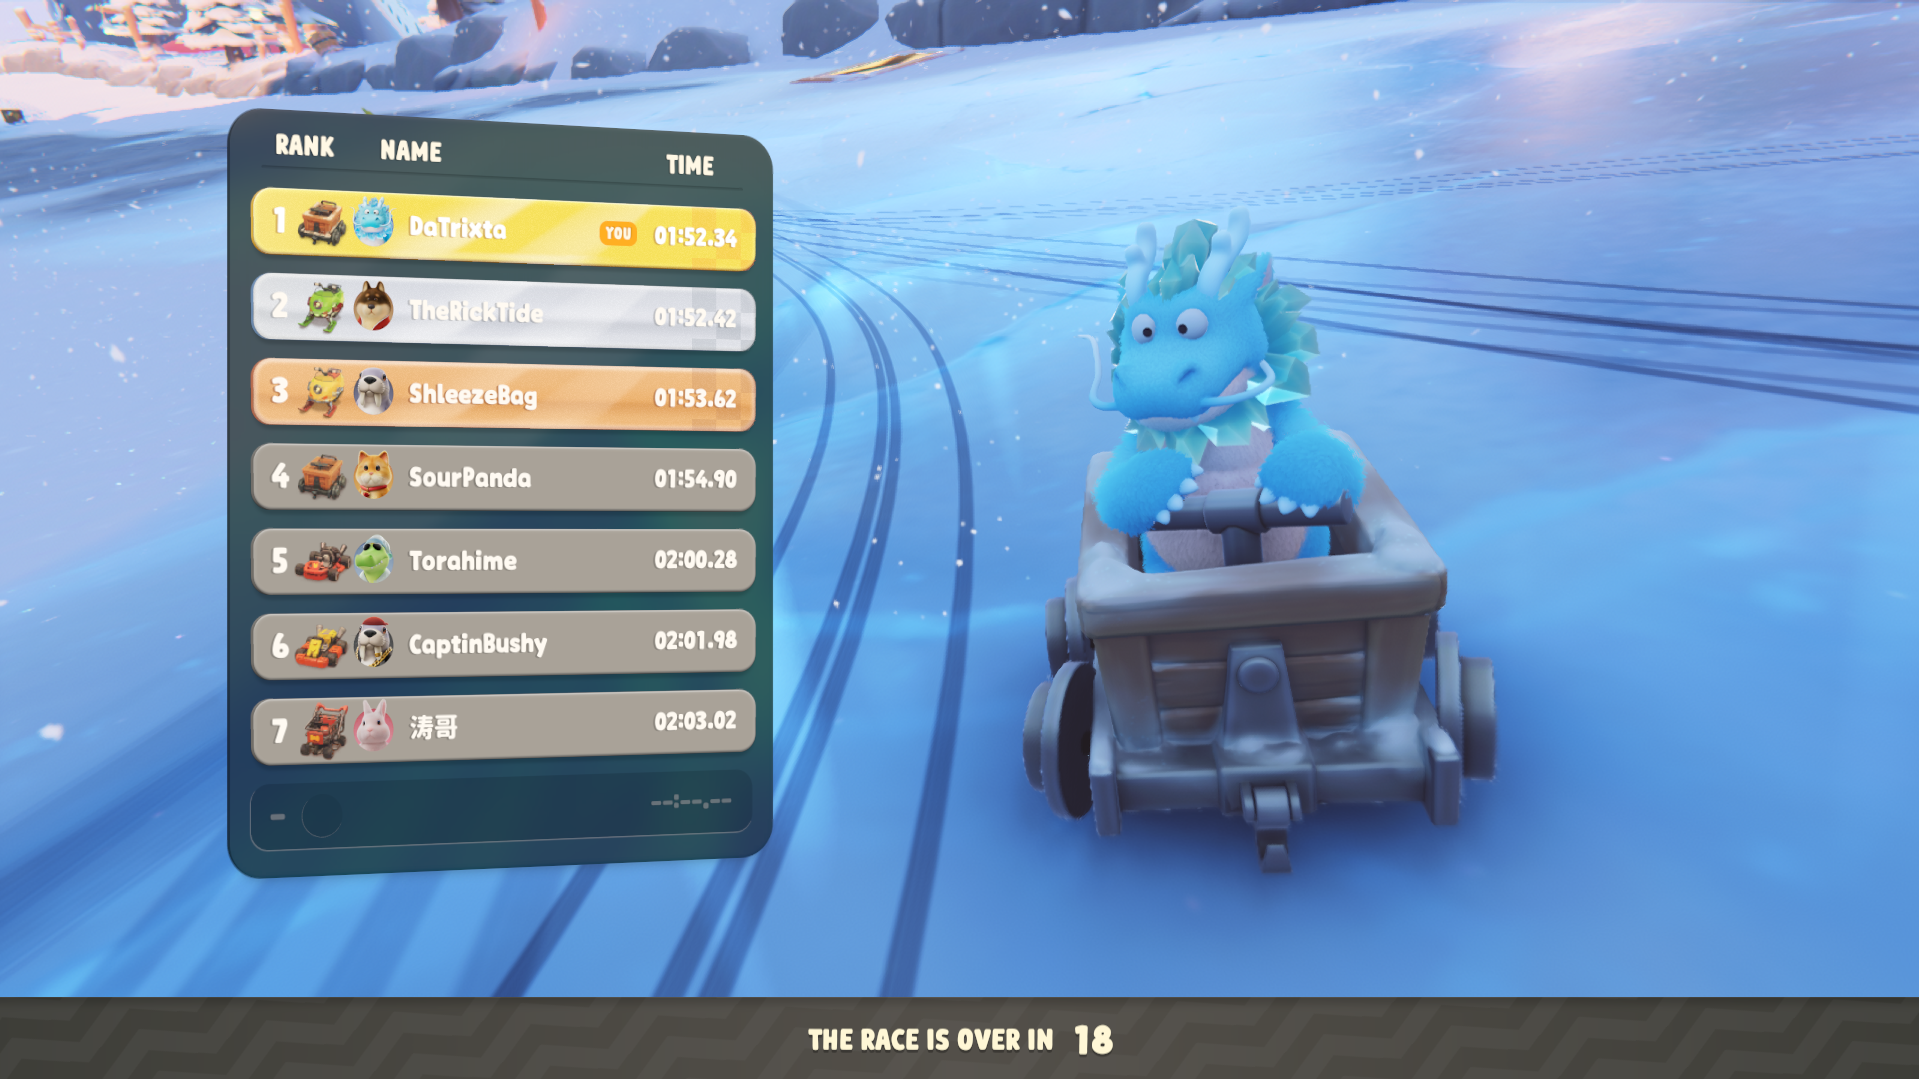 RANK NAME TIME
1 DaTrixta YOU 01:52.34
2 TheRickTide 01:52.42
3 ShleezeBag 01:53.62
4 SourPanda 01:54.90
5 Torahime 02:00.28
6 CaptinBushy 02:01.98
7 涛哥 02:03.02
- --:--.--
THE RACE IS OVER IN 18